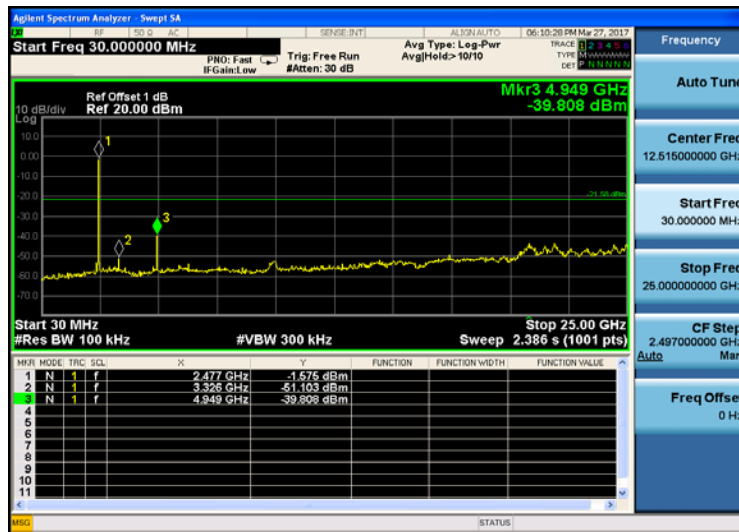 Agilent Spectrum Analyzer - Swept SA
RF 50 Ω AC SENSE:INT ALIGN AUTO 06:10:28 PM Mar 27, 2017
Start Freq 30.000000 MHz
PNO: Fast
IFGain:Low
Trig: Free Run
#Atten: 30 dB
Avg Type: Log-Pwr
Avg|Hold:>10/10
TRACE 1 2 3 4 5 6
TYPE M
DET P N N N N N
Ref Offset 1 dB
Ref 20.00 dBm
10 dB/div
Log
Mkr3 4.949 GHz
-39.808 dBm
10.0
0.00
-10.0
-20.0
-30.0
-40.0
-50.0
-60.0
-70.0
1
2
3
-21.58 dBm
Start 30 MHz
#Res BW 100 kHz
#VBW 300 kHz
Stop 25.00 GHz
Sweep 2.386 s (1001 pts)
MKR MODE TRC SCL X Y FUNCTION FUNCTION WIDTH FUNCTION VALUE
1 N 1 f 2.477 GHz -1.575 dBm
2 N 1 f 3.326 GHz -51.103 dBm
3 N 1 f 4.949 GHz -39.808 dBm
4
5
6
7
8
9
10
11
MSG
STATUS
Frequency
Auto Tune
Center Freq
12.515000000 GHz
Start Freq
30.000000 MHz
Stop Freq
25.000000000 GHz
CF Step
2.497000000 GHz
Auto Man
Freq Offset
0 Hz